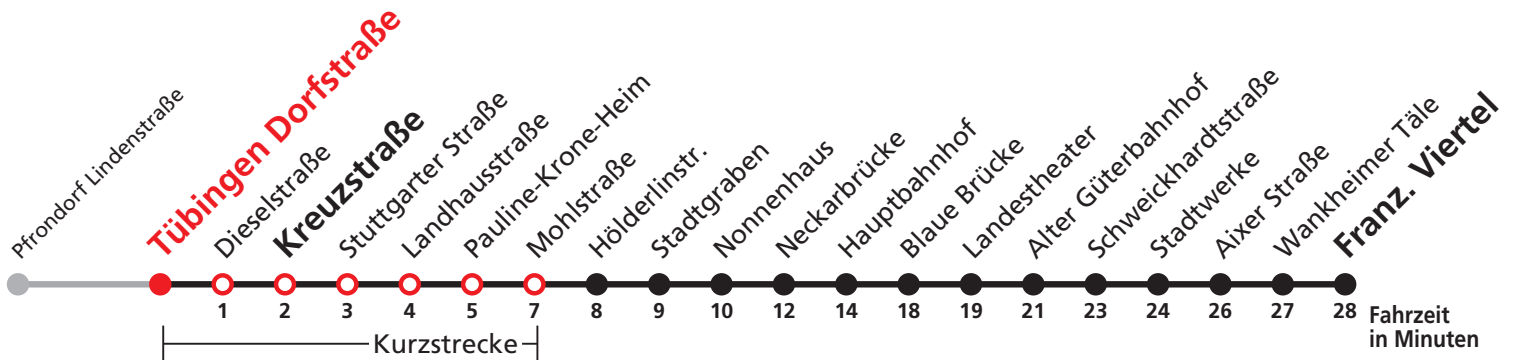 Pfrondorf Lindenstraße
Tübingen Dorfstraße
Dieselstraße
Kreuzstraße
Stuttgarter Straße
Landhausstraße
Pauline-Krone-Heim
Mohlstraße
Hölderlinstr.
Stadtgraben
Nonnenhaus
Neckarbrücke
Hauptbahnhof
Blaue Brücke
Landestheater
Alter Güterbahnhof
Schweickhardtstraße
Stadtwerke
Aixer Straße
Wankheimer Täle
Franz. Viertel
1 2 3 4 5 7 8 9 10 12 14 18 19 21 23 24 26 27 28 Fahrzeit
in Minuten
Kurzstrecke